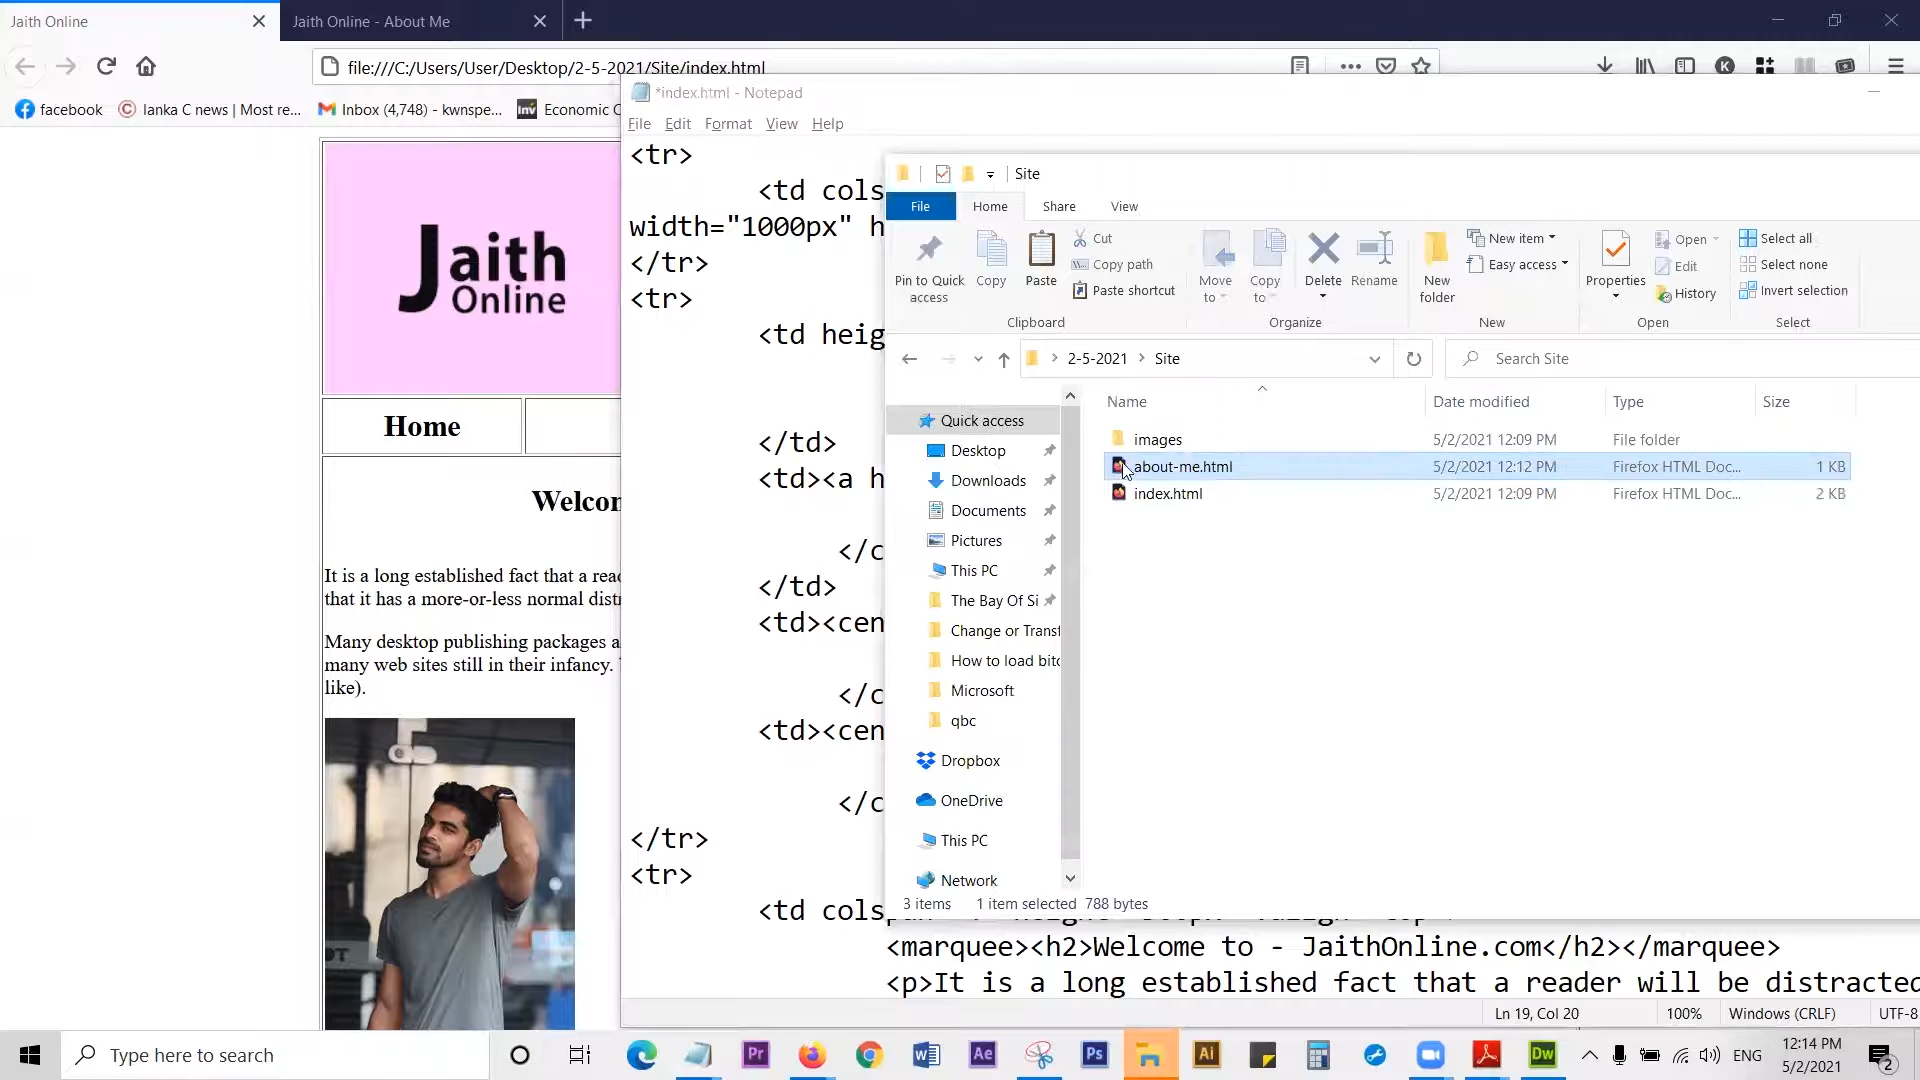 Jaith Online
Jaith Online - About Me
file:///C:/Users/User/Desktop/2-5-2021/Site/index.html
facebook
lanka C news | Most re...
Inbox (4,748) - kwnspe...
Inv
Economic C
Jaith
Online
Home
Welcom
It is a long established fact that a read
that it has a more-or-less normal distr
Many desktop publishing packages a
many web sites still in their infancy.
like).
*index.html - Notepad
File Edit Format View Help
<tr>
<td cols
width="1000px" h
</tr>
<tr>
<td heig
</td>
<td><a h
</c
</td>
<td><cen
</c
<td><cen
</c
</tr>
<tr>
<td cols
<marquee><h2>Welcome to - JaithOnline.com</h2></marquee>
<p>It is a long established fact that a reader will be distracted
Ln 19, Col 20
100%
Windows (CRLF)
UTF-8
Site
File Home Share View
Pin to Quick
access
Copy
Paste
Cut
Copy path
Paste shortcut
Clipboard
Move
to
Copy
to
Delete
Rename
Organize
New
folder
New item
Easy access
New
Properties
Open
Edit
History
Open
Select all
Select none
Invert selection
Select
2-5-2021
Site
Search Site
Quick access
Desktop
Downloads
Documents
Pictures
This PC
The Bay Of Si
Change or Transf
How to load bitc
Microsoft
qbc
Dropbox
OneDrive
This PC
Network
Name Date modified Type Size
images 5/2/2021 12:09 PM File folder
about-me.html 5/2/2021 12:12 PM Firefox HTML Doc... 1 KB
index.html 5/2/2021 12:09 PM Firefox HTML Doc... 2 KB
3 items 1 item selected 788 bytes
Type here to search
Pr
Ae
Ps
Ai
Dw
ENG
12:14 PM
5/2/2021
2